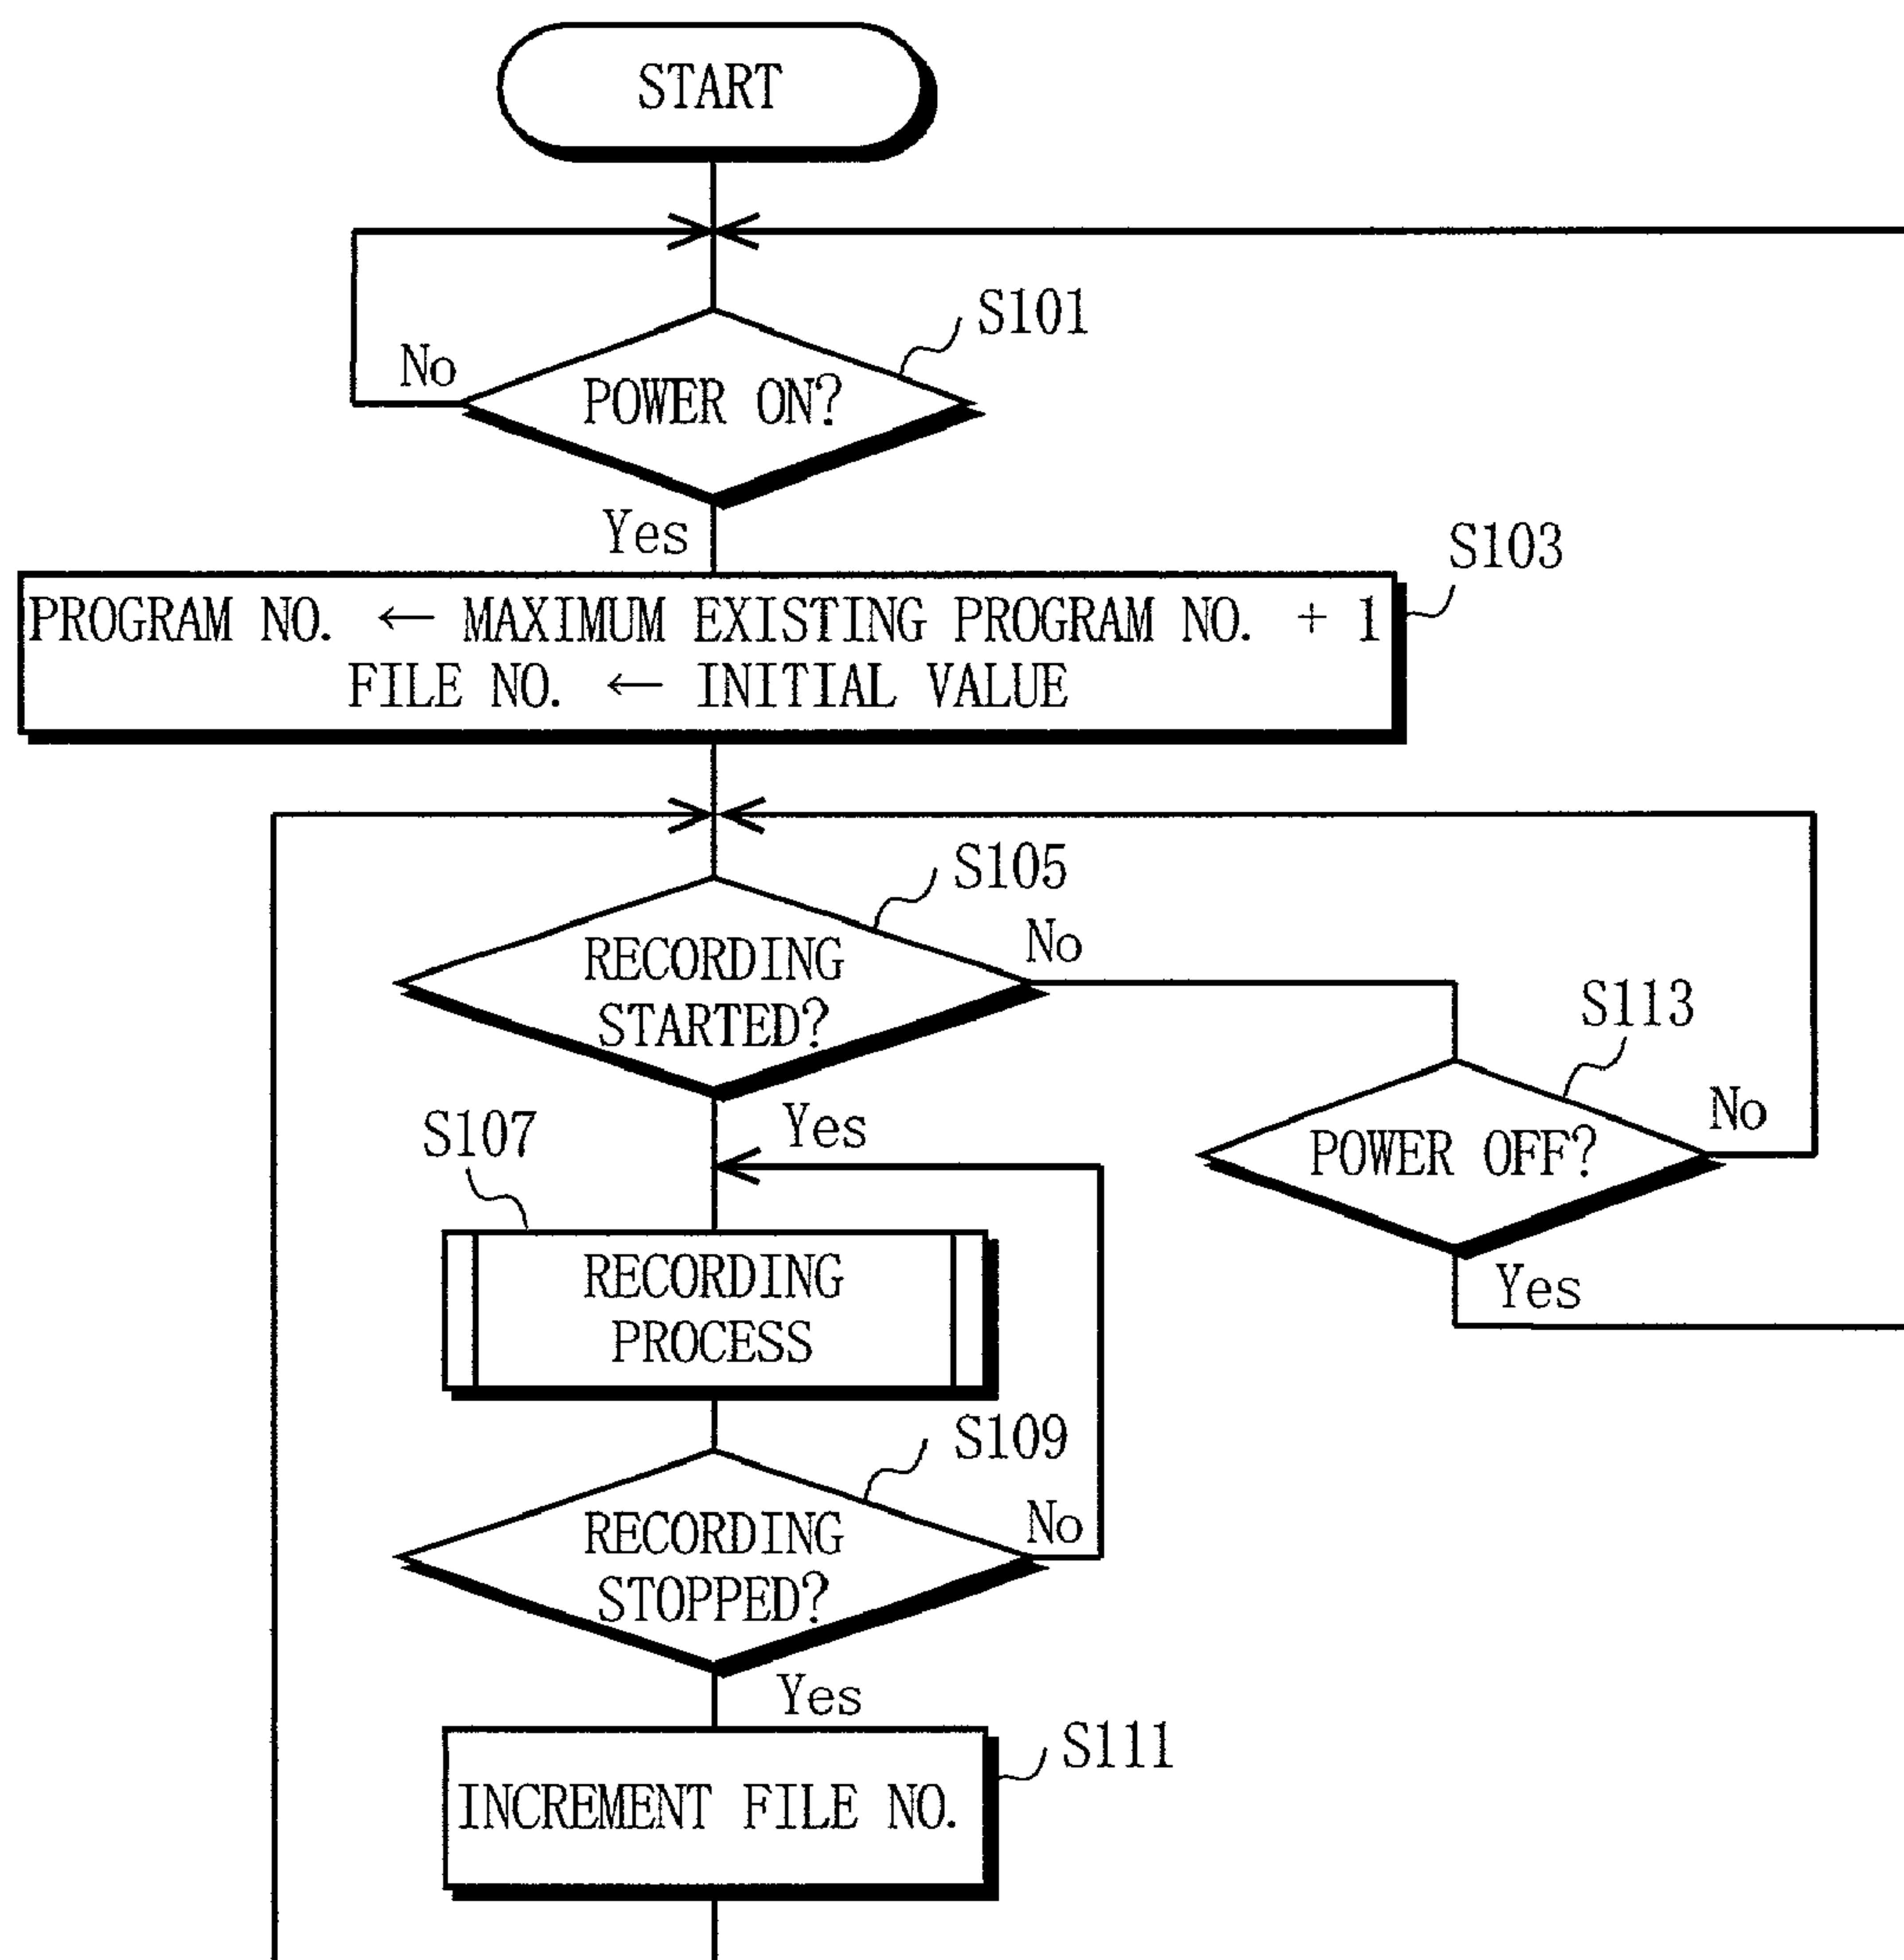 START
S101
No
POWER ON?
Yes
S103
PROGRAM NO. ← MAXIMUM EXISTING PROGRAM NO. + 1
FILE NO. ← INITIAL VALUE
S105
No
RECORDING
STARTED?
S113
No
POWER OFF?
Yes
Yes
S107
RECORDING
PROCESS
S109
No
RECORDING
STOPPED?
Yes
S111
INCREMENT FILE NO.